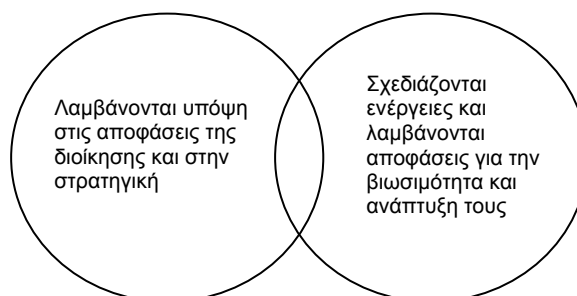 Λαμβάνονται υπόψη
στις αποφάσεις της
διοίκησης και στην
στρατηγική
Σχεδιάζονται
ενέργειες και
λαμβάνονται
αποφάσεις για την
βιωσιμότητα και
ανάπτυξη τους